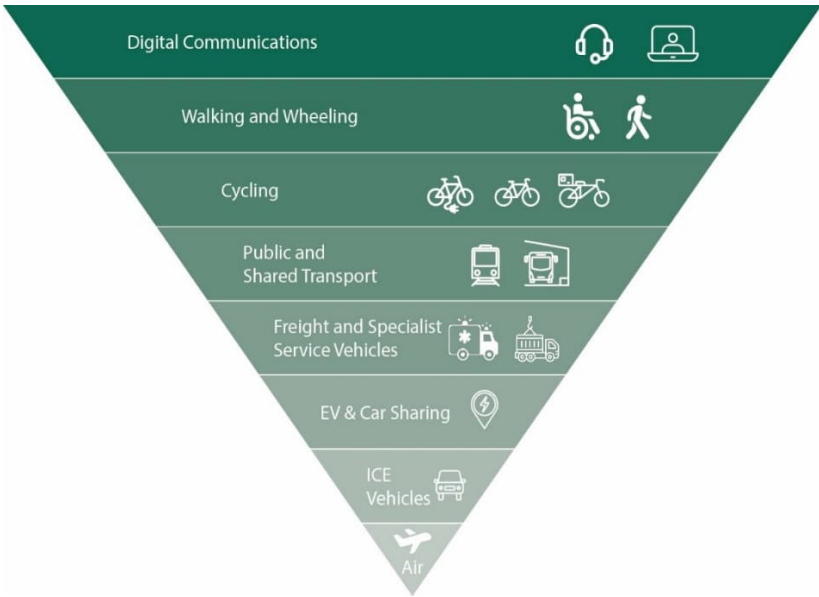 Digital Communications
Walking and Wheeling
Cycling
Public and
Shared Transport
Freight and Specialist
Service Vehicles
EV & Car Sharing
ICE
Vehicles
Air